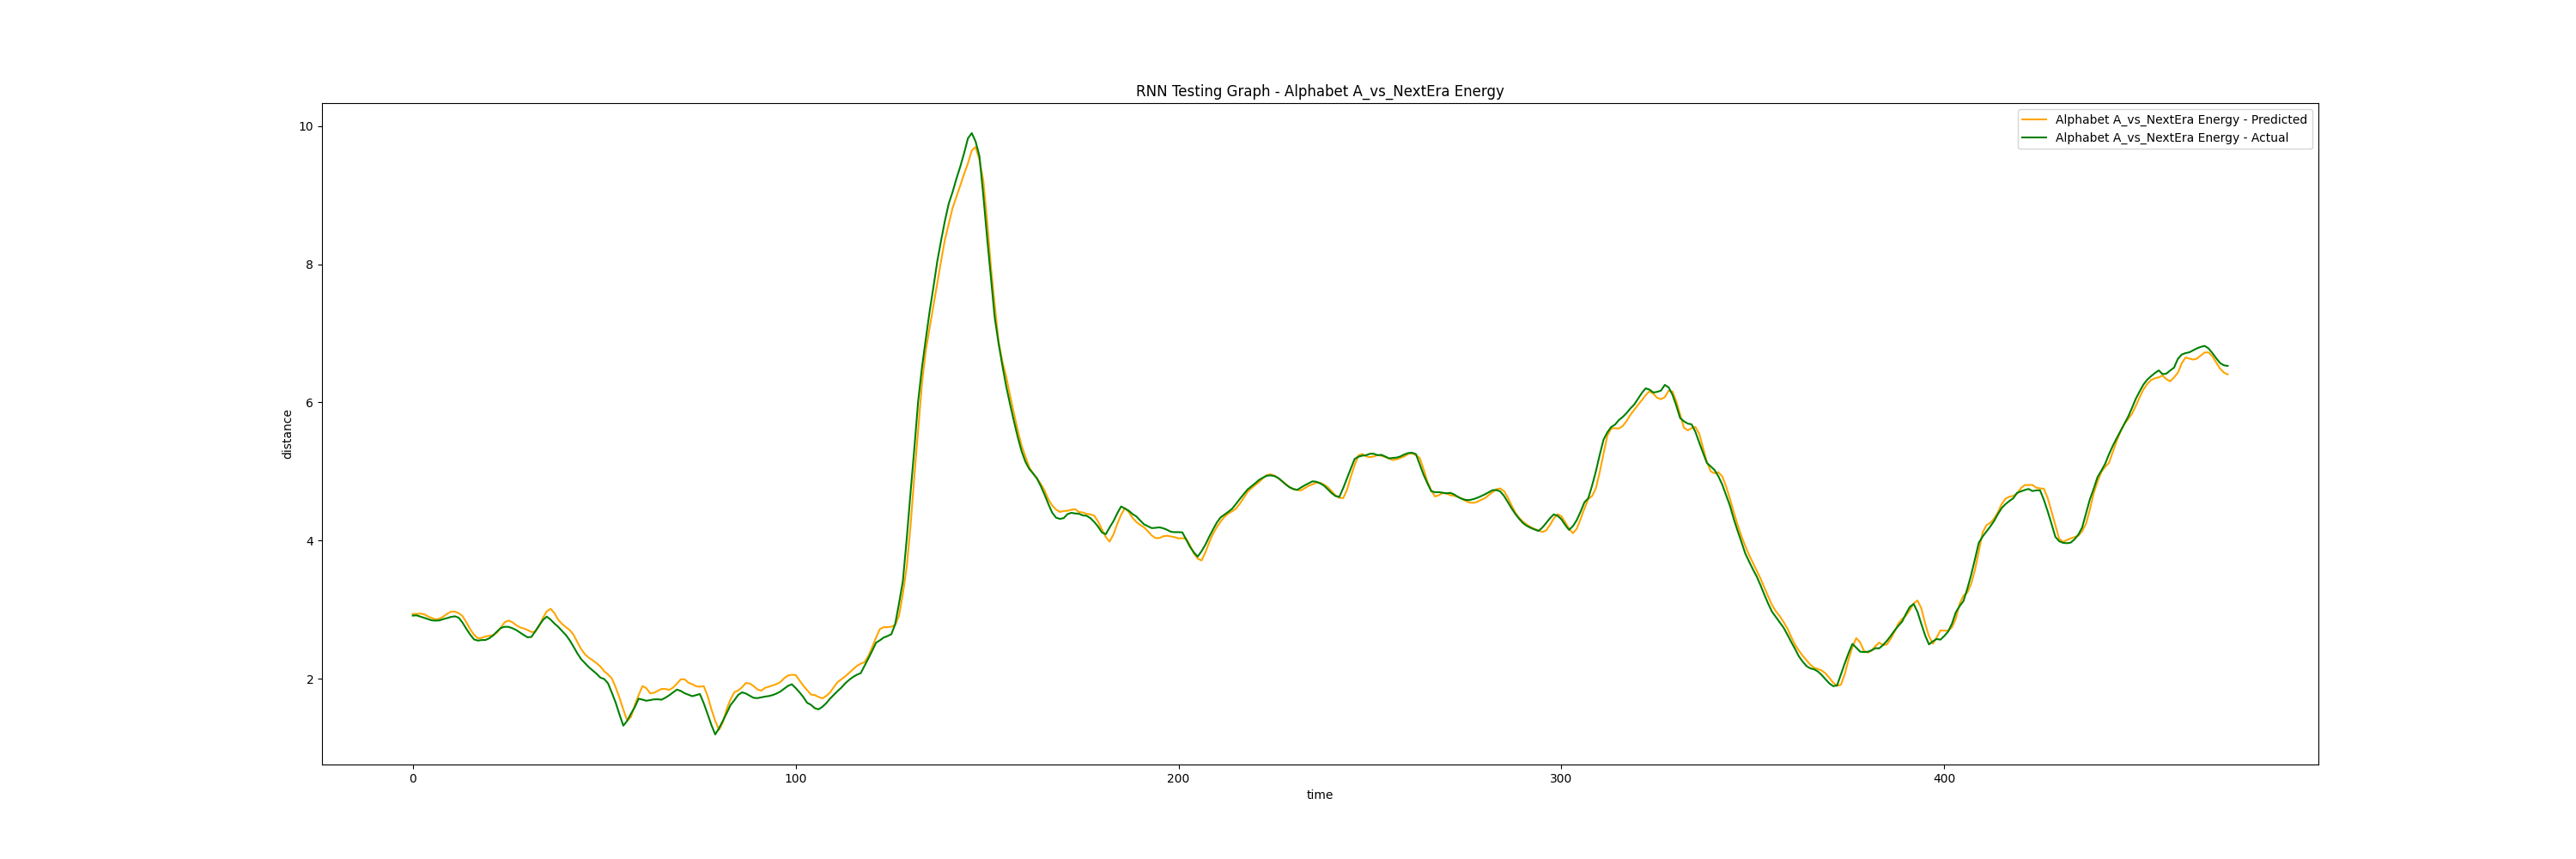 RNN Testing Graph - Alphabet A_vs_NextEra Energy
Alphabet A_vs_NextEra Energy - Predicted
Alphabet A_vs_NextEra Energy - Actual
10
8
6
4
2
distance
0 100 200 300 400
time